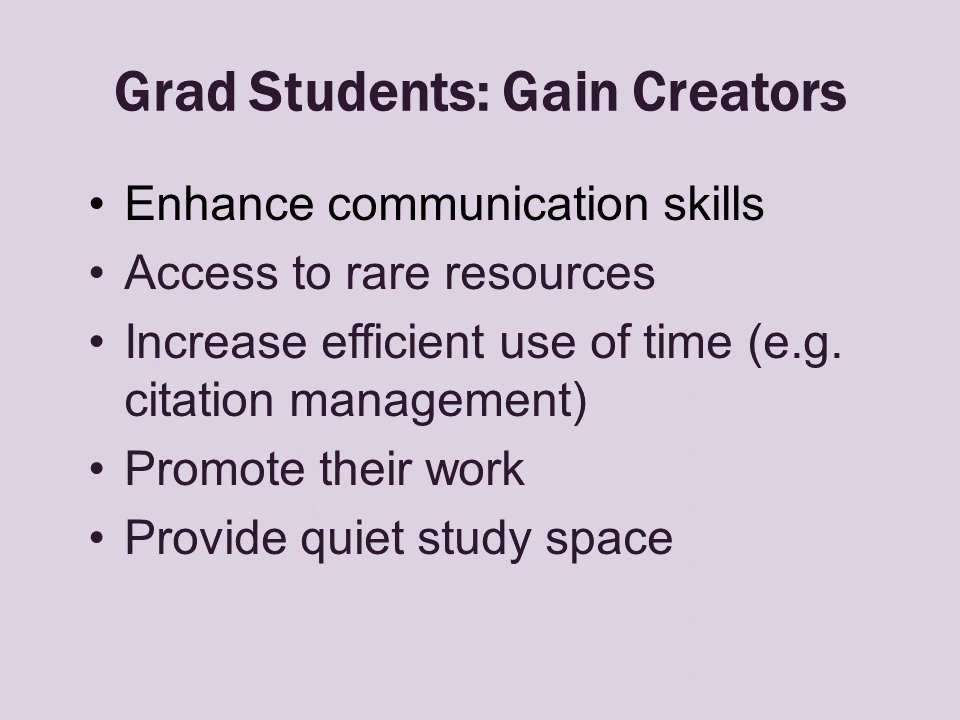 Grad Students: Gain Creators
• Enhance communication skills
• Access to rare resources
• Increase efficient use of time (e.g.
citation management)
• Promote their work
• Provide quiet study space